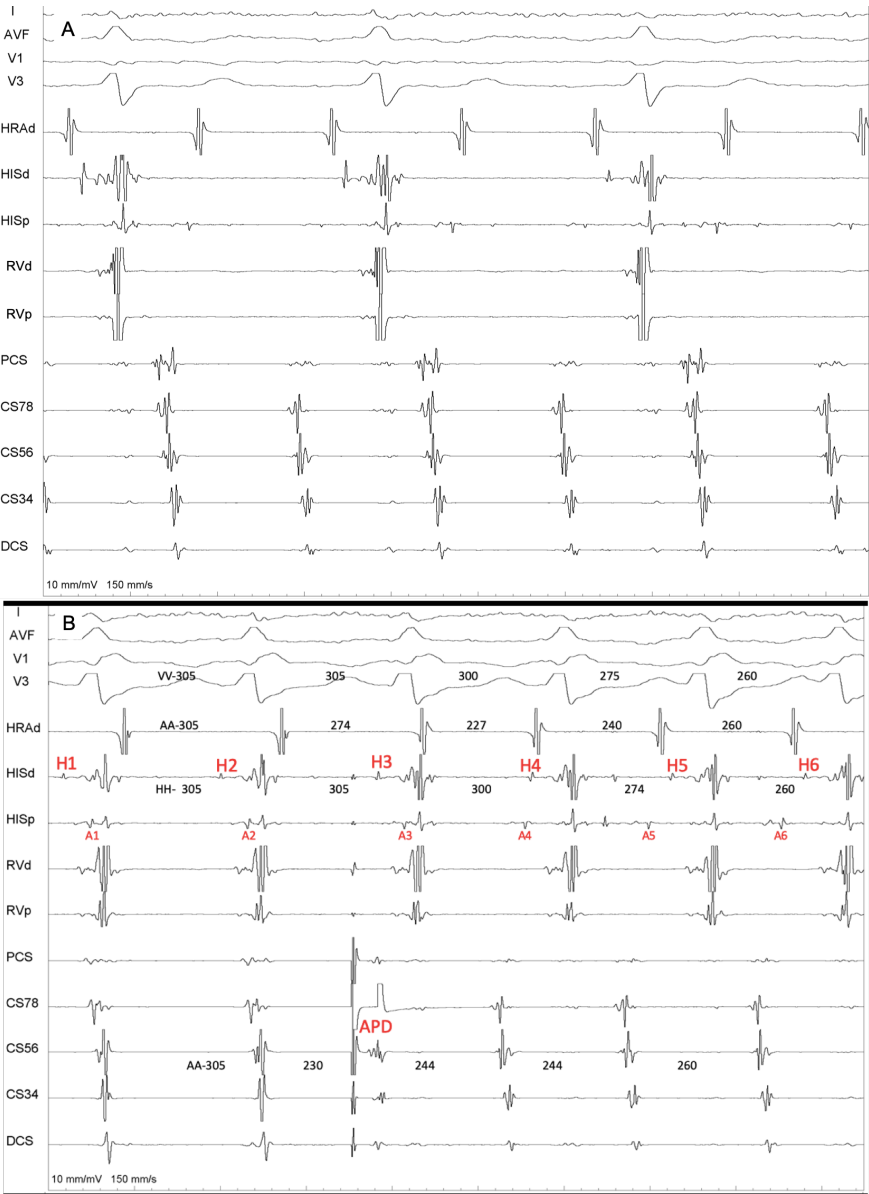 I
A
AVF
V1
V3
HRAd
HISd
HISp
RVd
RVp
PCS
CS78
CS56
CS34
DCS
10 mm/mV 150 mm/s
I
B
AVF
V1
V3 VV-305 305 300 275 260
HRAd AA-305 274 227 240 260
H1 H2 H3 H4 H5 H6
HISd
HH- 305 305 300 274 260
HISp
A1 A2 A3 A4 A5 A6
RVd
RVp
PCS
CS78
APD
CS56
AA-305 230 244 244 260
CS34
DCS
10 mm/mV 150 mm/s